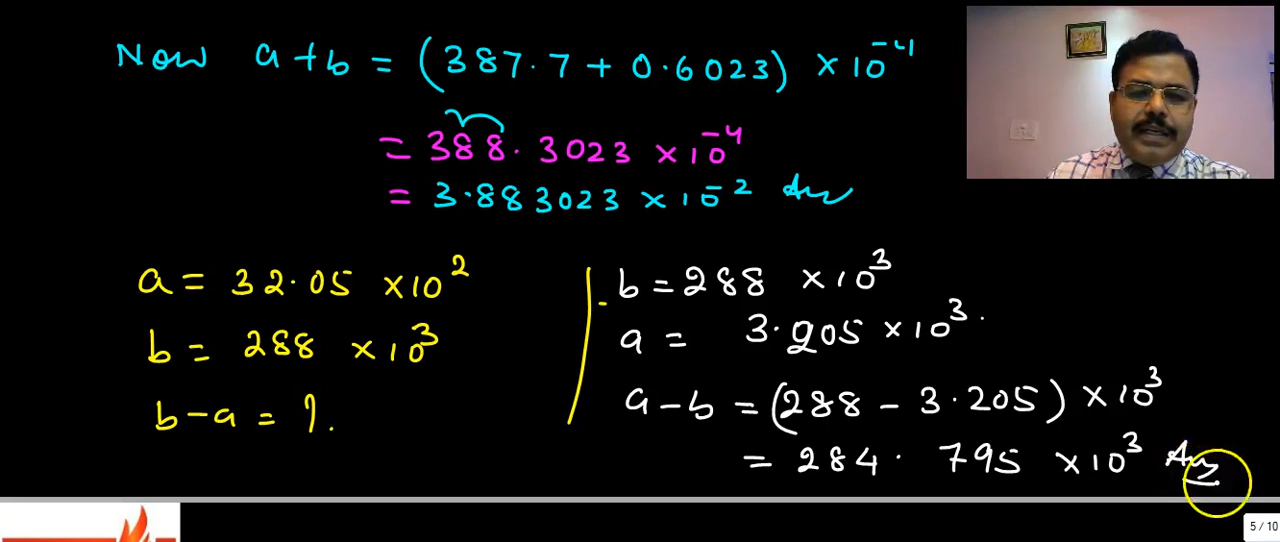 Now a + b = (387.7 + 0.6023) × 10⁻⁴
= 388.3023 × 10⁻⁴
= 3.883023 × 10⁻² Ans
a = 32.05 × 10²
b = 288 × 10³
b - a = ?.
b = 288 × 10³
a = 3.205 × 10³.
a - b = (288 - 3.205) × 10³
= 284.795 × 10³ Ans
5 / 10